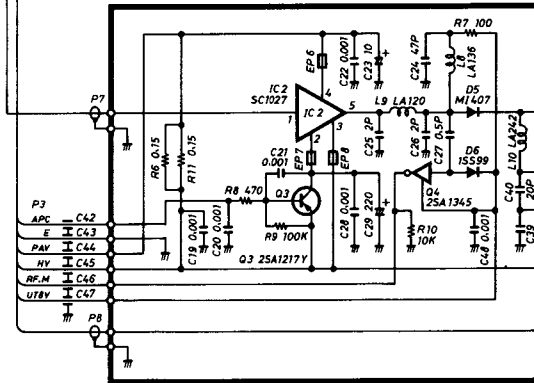 R7 100
EP6
C22 0.001
C23 10
C24 47P
L8
LA136
IC2
SC1027
4
IC 2
1
5
3
2
L9 LA120
D5
MI407
P7
R6 0.15
R11 0.15
EP7
EP8
C25 2P
C26 2P
C27 0.5P
D6
1SS99
L10 LA242
C21
0.001
P3
R8 470
Q3
Q4
2SA1345
C40
20P
APC C42
E C43
PAV C44
HV C45
RF.M C46
UT8V C47
C19 0.001
C20 0.001
R9 100K
Q3 2SA1217Y
C28 0.001
C29 220
R10
10K
C48 0.001
C39
P8